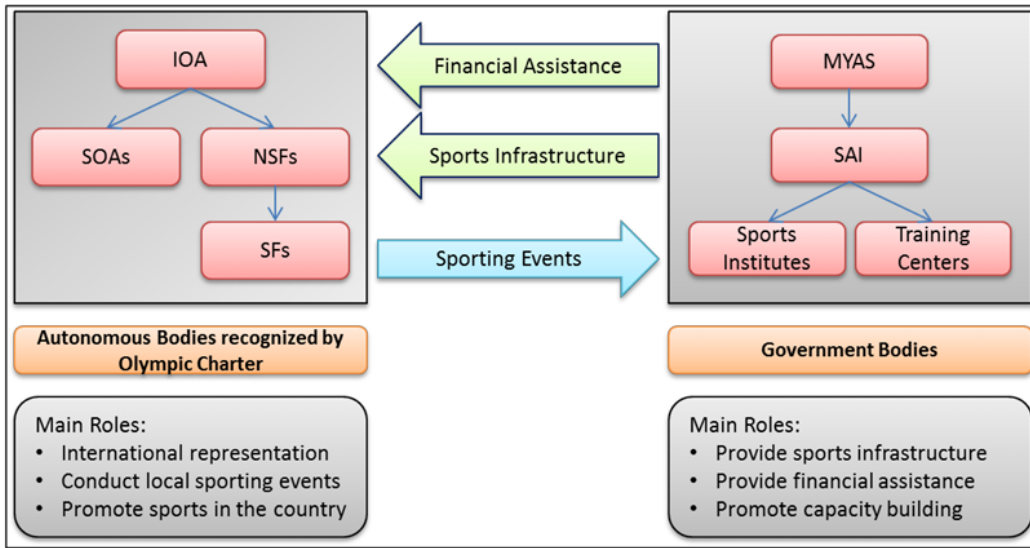 IOA
SOAs
NSFs
SFs
Financial Assistance
Sports Infrastructure
Sporting Events
MYAS
SAI
Sports
Institutes
Training
Centers
Autonomous Bodies recognized by
Olympic Charter
Government Bodies
Main Roles:
• International representation
• Conduct local sporting events
• Promote sports in the country
Main Roles:
• Provide sports infrastructure
• Provide financial assistance
• Promote capacity building